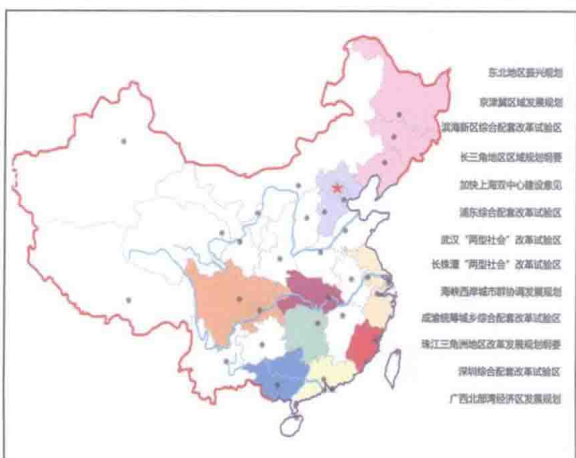 东北地区振兴规划
京津冀区域发展规划
滨海新区综合配套改革试验区
长三角地区区域规划纲要
加快上海双中心建设意见
浦东综合配套改革试验区
武汉“两型社会”改革试验区
长株潭“两型社会”改革试验区
海峡西岸城市群协调发展规划
成渝统筹城乡综合配套改革试验区
珠江三角洲地区改革发展规划纲要
深圳综合配套改革试验区
广西北部湾经济区发展规划